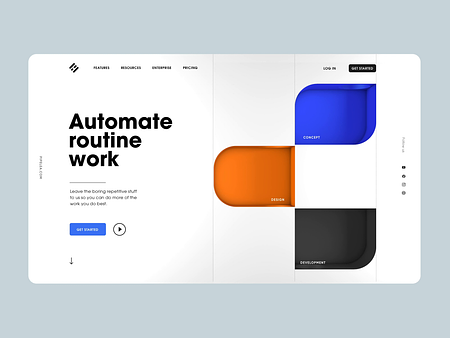 FEATURES
RESOURCES
ENTERPRISE
PRICING
LOG IN
GET STARTED
Automate
routine
work
Leave the boring repetitive stuff
to us so you can do more of the
work you do best.
GET STARTED
CONCEPT
DESIGN
DEVELOPMENT
Follow us